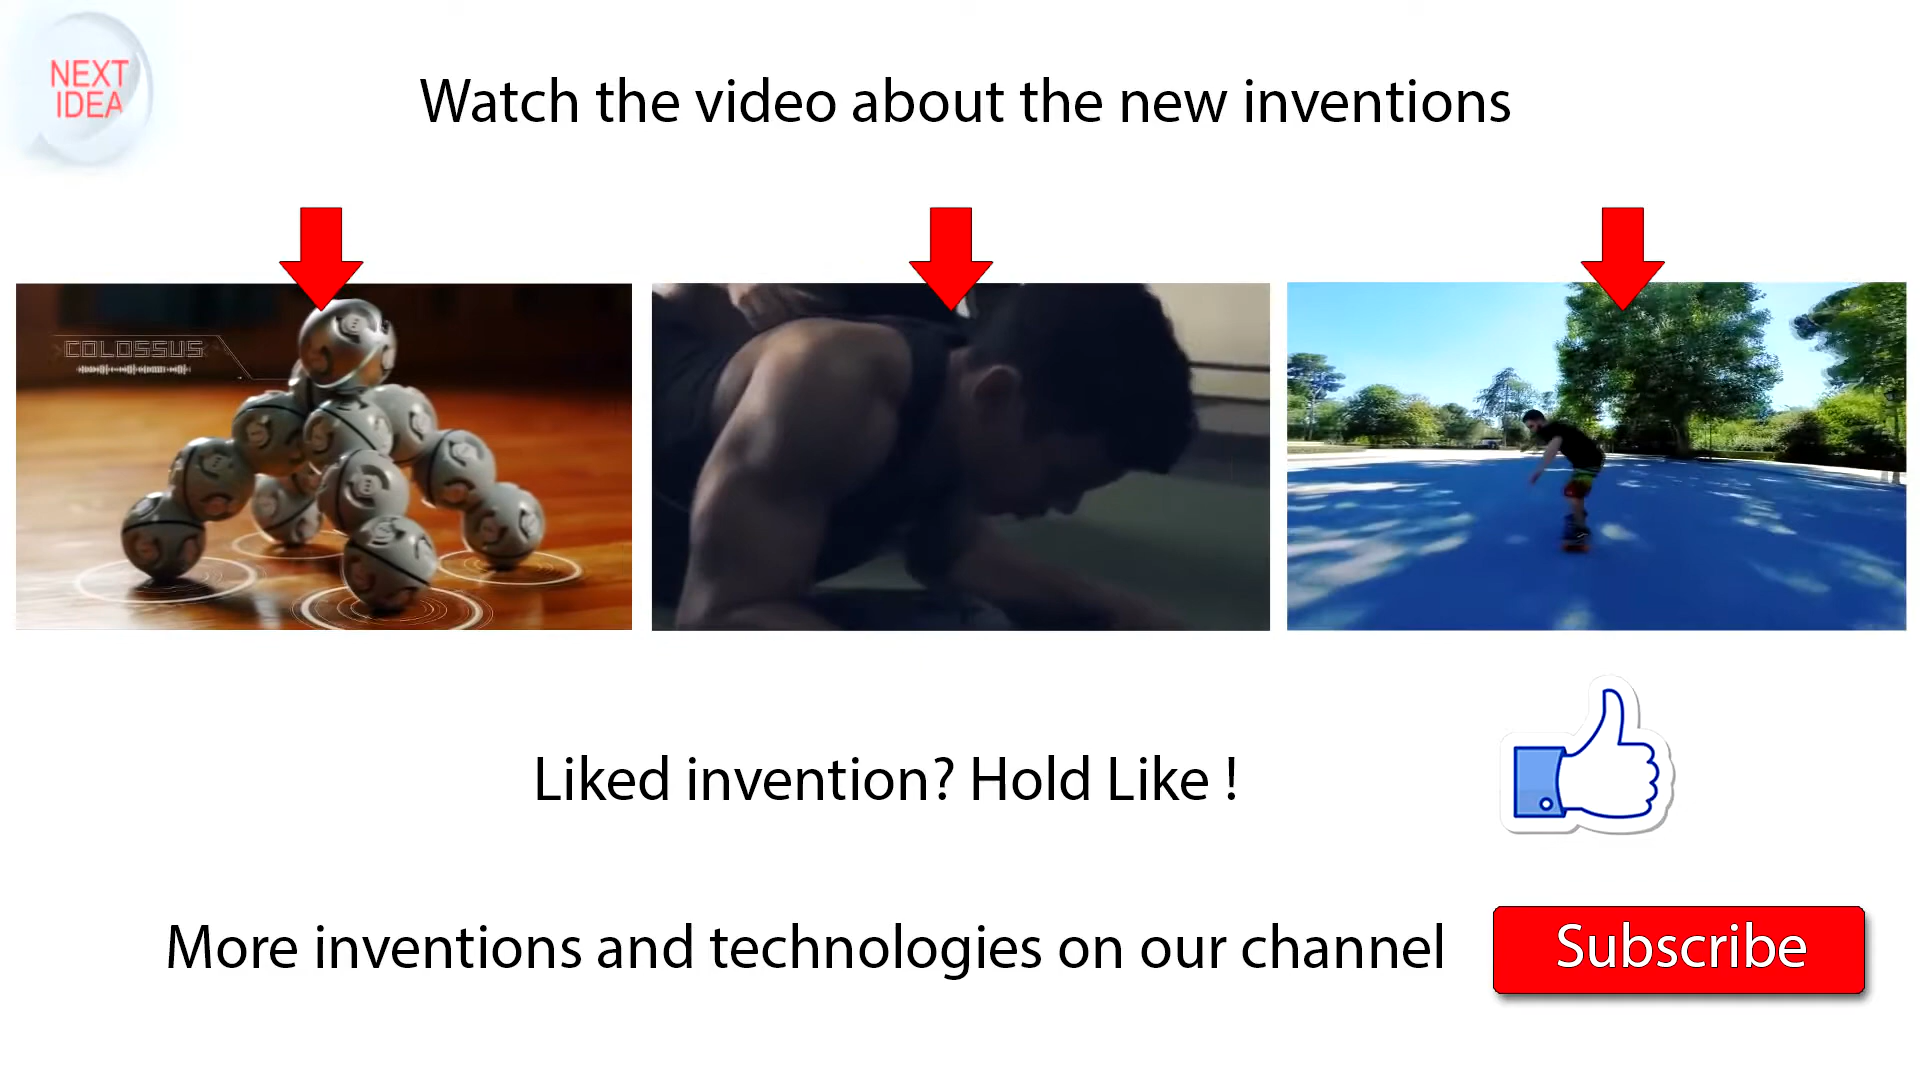 NEXT
IDEA
Watch the video about the new inventions
COLOSSUS
Liked invention? Hold Like !
More inventions and technologies on our channel
Subscribe